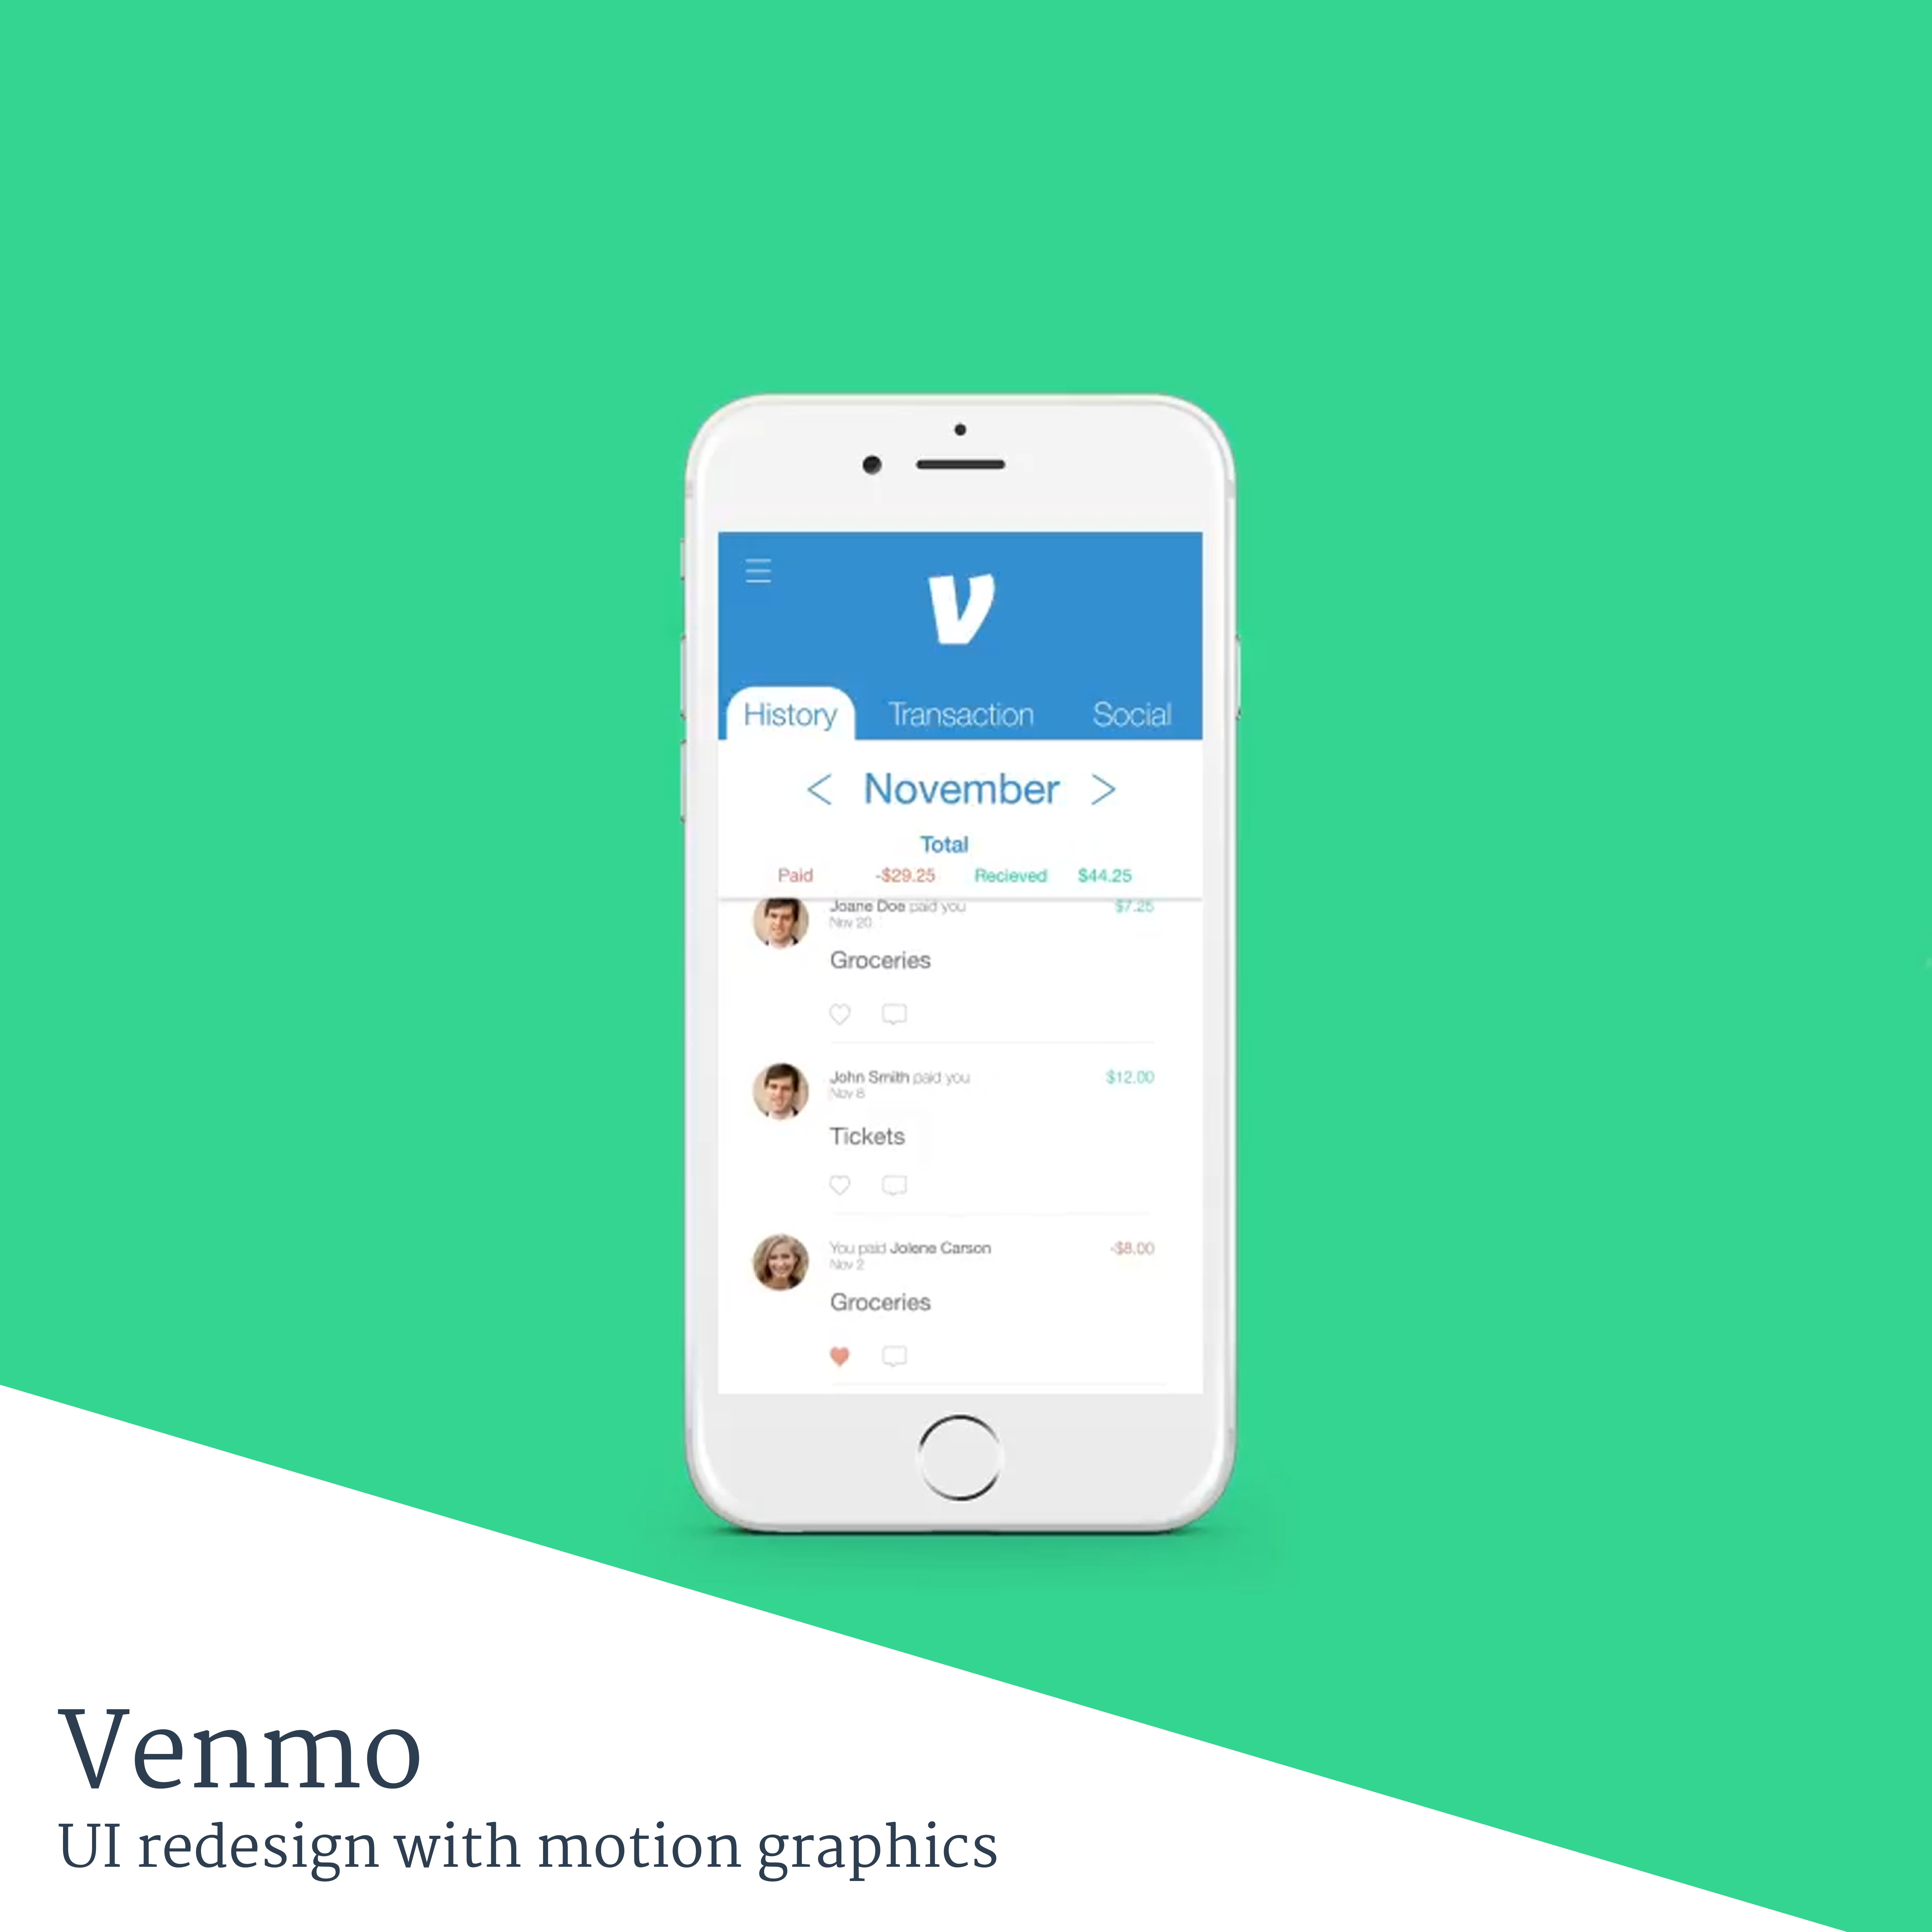 V
History Transaction Social
< November >
Total
Paid -$29.25 Recieved $44.25
Joane Doe paid you $7.25
Nov 20
Groceries
John Smith paid you $12.00
Nov 8
Tickets
You paid Jolene Carson -$8.00
Nov 2
Groceries
Venmo
UI redesign with motion graphics